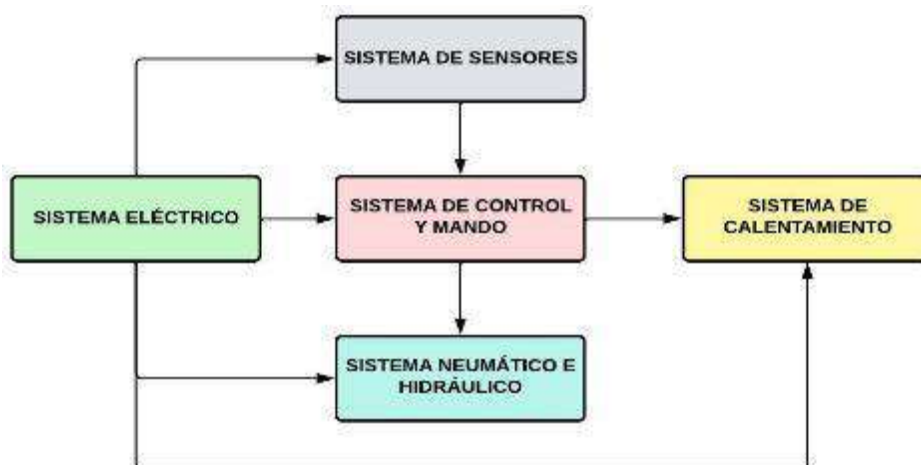 SISTEMA DE SENSORES
SISTEMA ELÉCTRICO
SISTEMA DE CONTROL
Y MANDO
SISTEMA DE
CALENTAMIENTO
SISTEMA NEUMÁTICO E
HIDRÁULICO